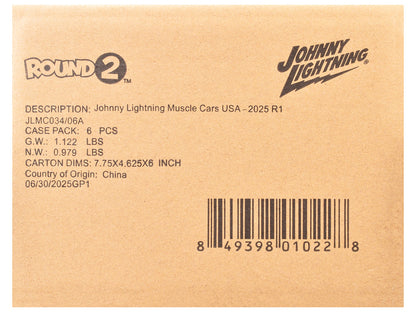 ROUND 2 TM
JOHNNY
LIGHTNING
DESCRIPTION: Johnny Lightning Muscle Cars USA - 2025 R1
JLMC034/06A
CASE PACK: 6 PCS
G.W.: 1.122 LBS
N.W.: 0.979 LBS
CARTON DIMS: 7.75X4.625X6 INCH
Country of Origin: China
06/30/2025GP1
8 49398 01022 8